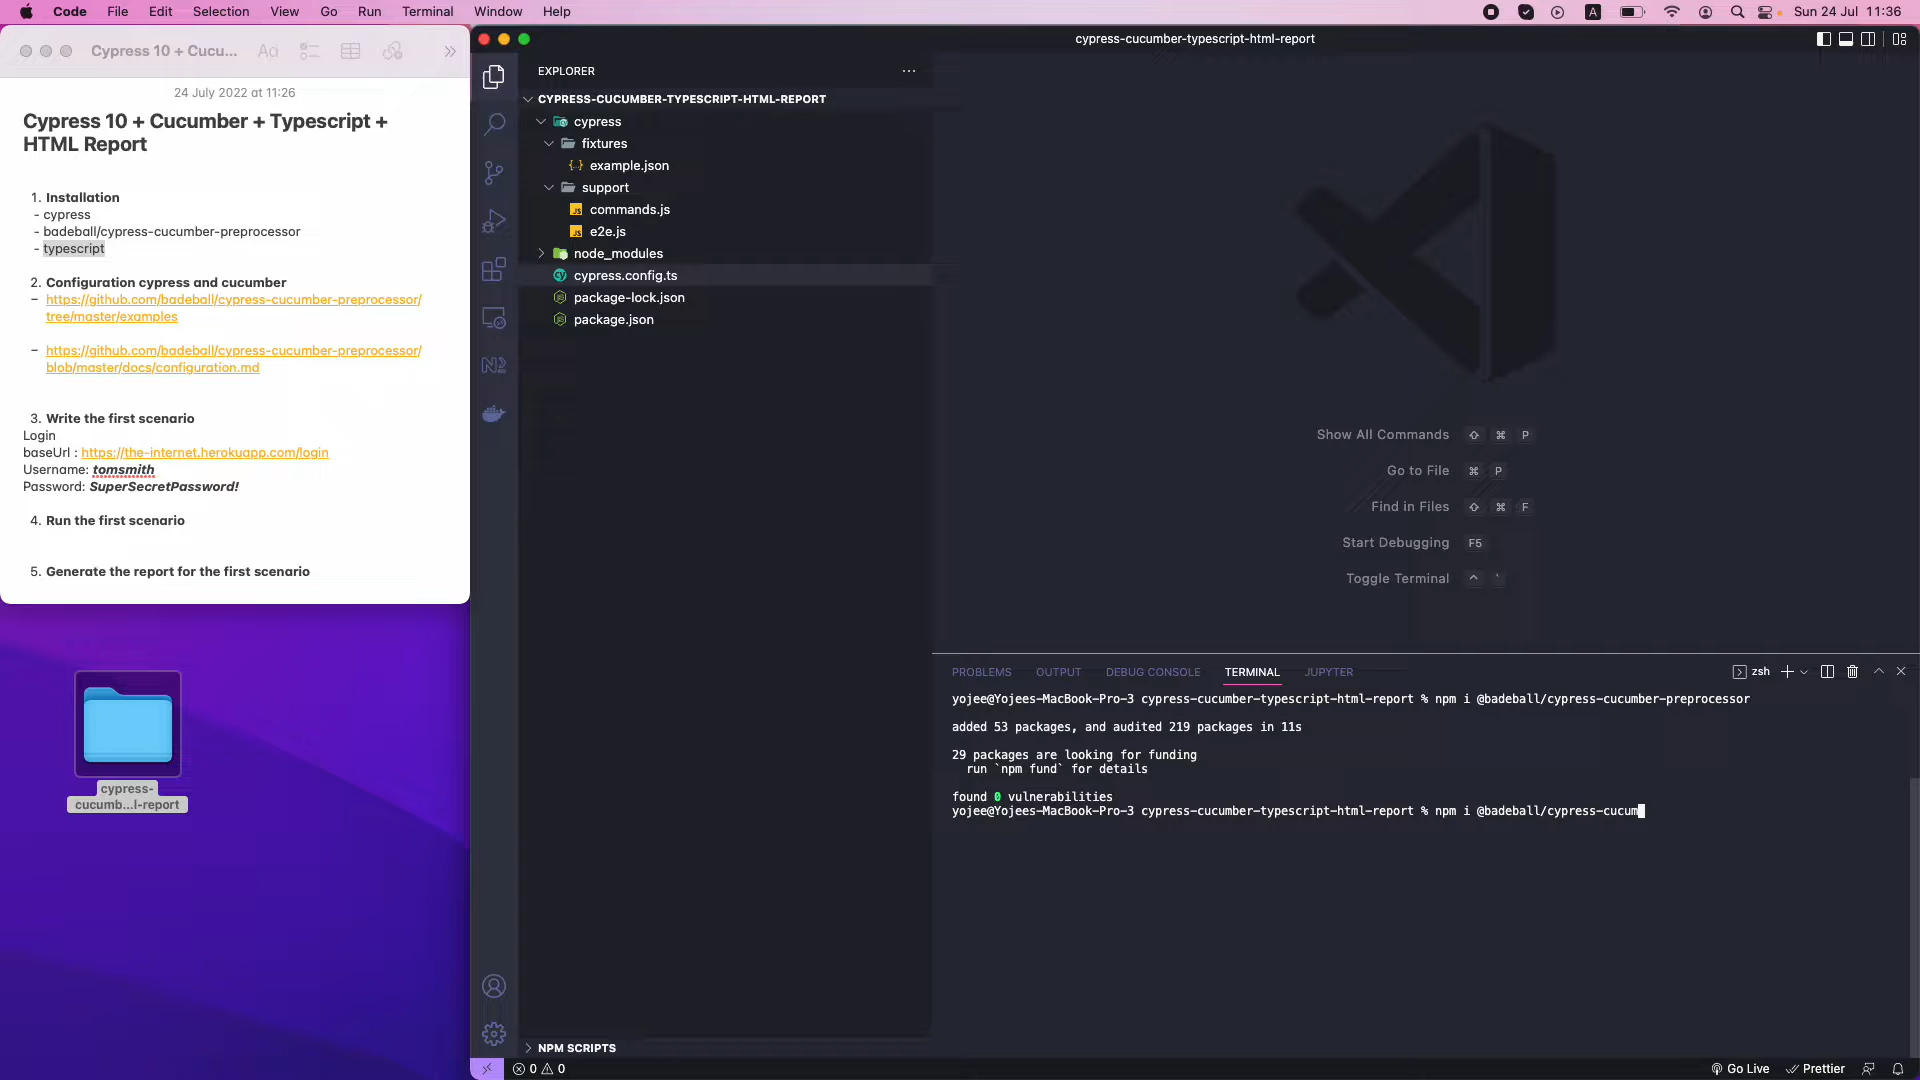 Code File Edit Selection View Go Run Terminal Window Help
A Sun 24 Jul 11:36
Cypress 10 + Cucu...
Aa
24 July 2022 at 11:26
Cypress 10 + Cucumber + Typescript +
HTML Report
1. Installation
- cypress
- badeball/cypress-cucumber-preprocessor
- typescript
2. Configuration cypress and cucumber
– https://github.com/badeball/cypress-cucumber-preprocessor/
tree/master/examples
– https://github.com/badeball/cypress-cucumber-preprocessor/
blob/master/docs/configuration.md
3. Write the first scenario
Login
baseUrl : https://the-internet.herokuapp.com/login
Username: tomsmith
Password: SuperSecretPassword!
4. Run the first scenario
5. Generate the report for the first scenario
cypress-
cucumb...l-report
cypress-cucumber-typescript-html-report
EXPLORER
CYPRESS-CUCUMBER-TYPESCRIPT-HTML-REPORT
cypress
fixtures
{··} example.json
support
JS commands.js
JS e2e.js
node_modules
cy cypress.config.ts
package-lock.json
package.json
NPM SCRIPTS
Show All Commands ⇧ ⌘ P
Go to File ⌘ P
Find in Files ⇧ ⌘ F
Start Debugging F5
Toggle Terminal ^ `
PROBLEMS OUTPUT DEBUG CONSOLE TERMINAL JUPYTER
zsh
yojee@Yojees-MacBook-Pro-3 cypress-cucumber-typescript-html-report % npm i @badeball/cypress-cucumber-preprocessor
added 53 packages, and audited 219 packages in 11s
29 packages are looking for funding
run `npm fund` for details
found 0 vulnerabilities
yojee@Yojees-MacBook-Pro-3 cypress-cucumber-typescript-html-report % npm i @badeball/cypress-cucum
0 0
Go Live Prettier